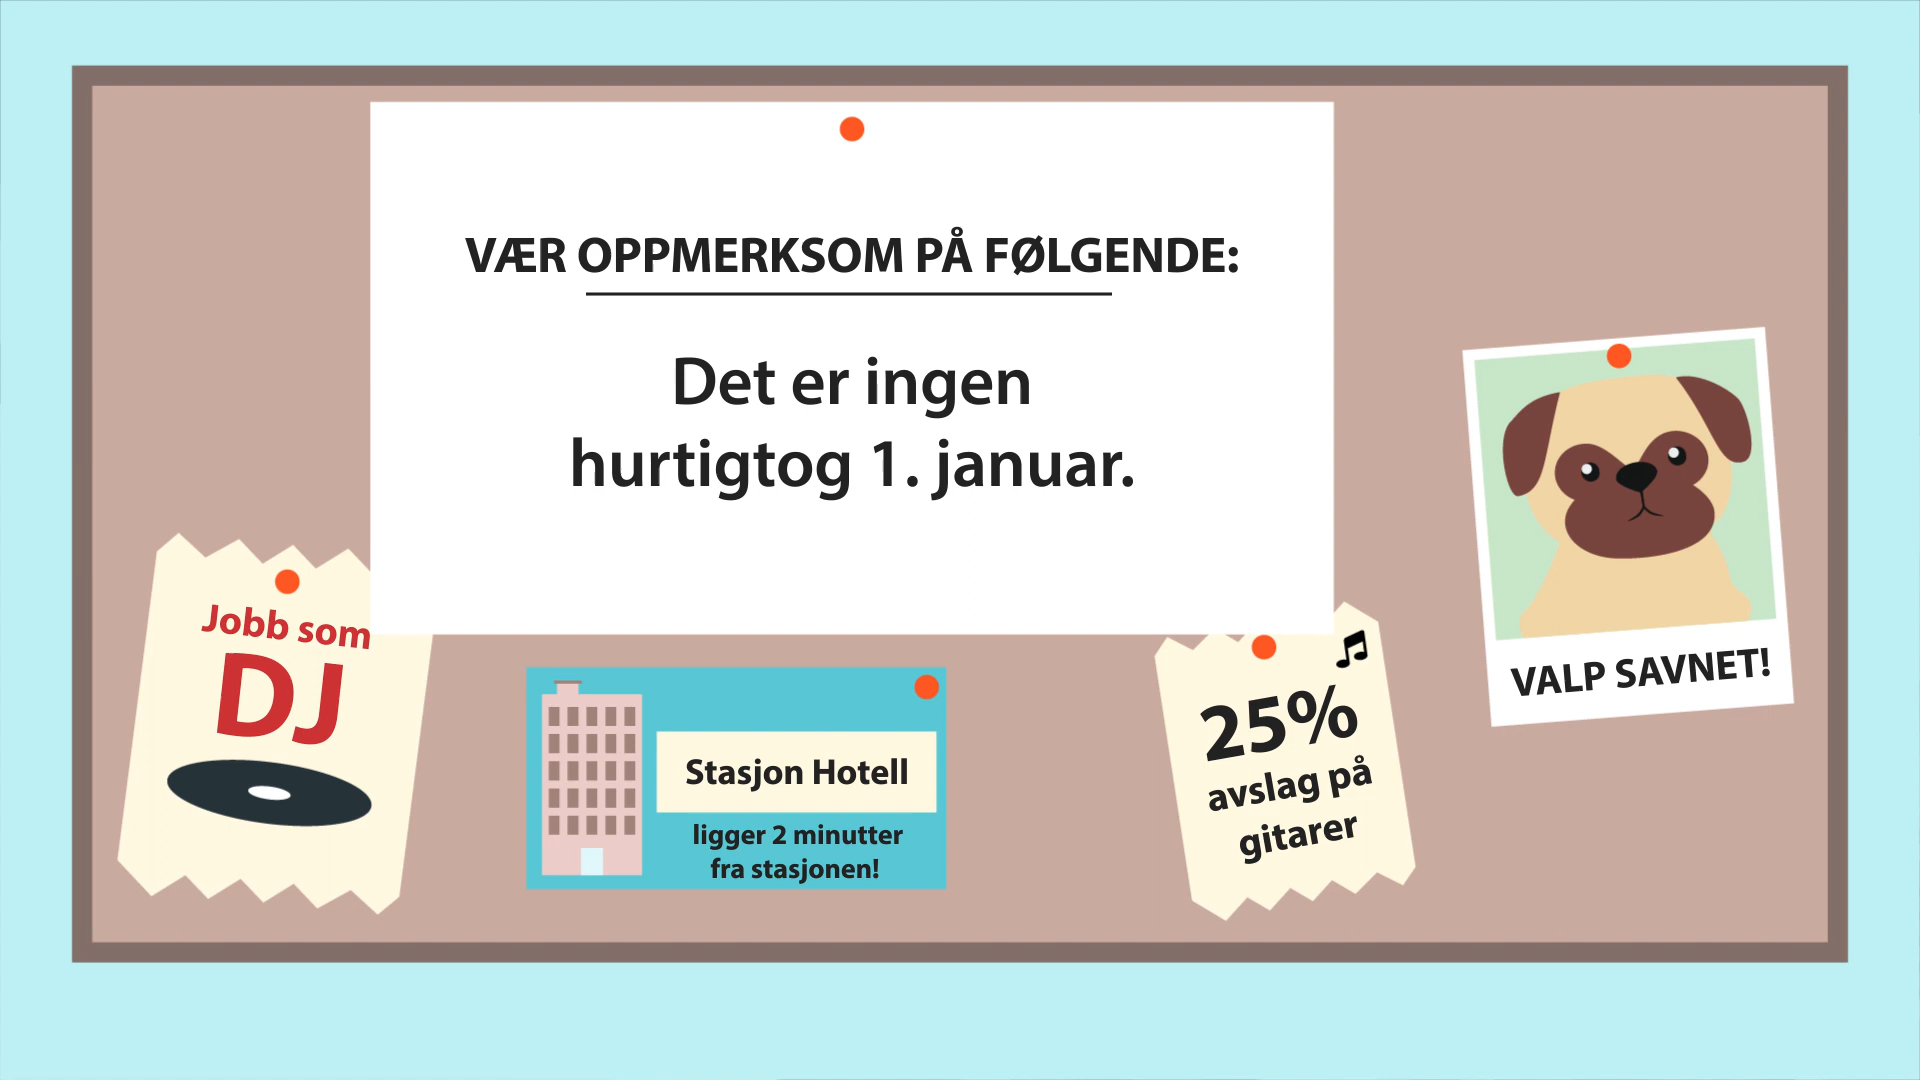 VÆR OPPMERKSOM PÅ FØLGENDE:
Det er ingen
hurtigtog 1. januar.
Jobb som
DJ
Stasjon Hotell
ligger 2 minutter
fra stasjonen!
25%
avslag på
gitarer
VALP SAVNET!